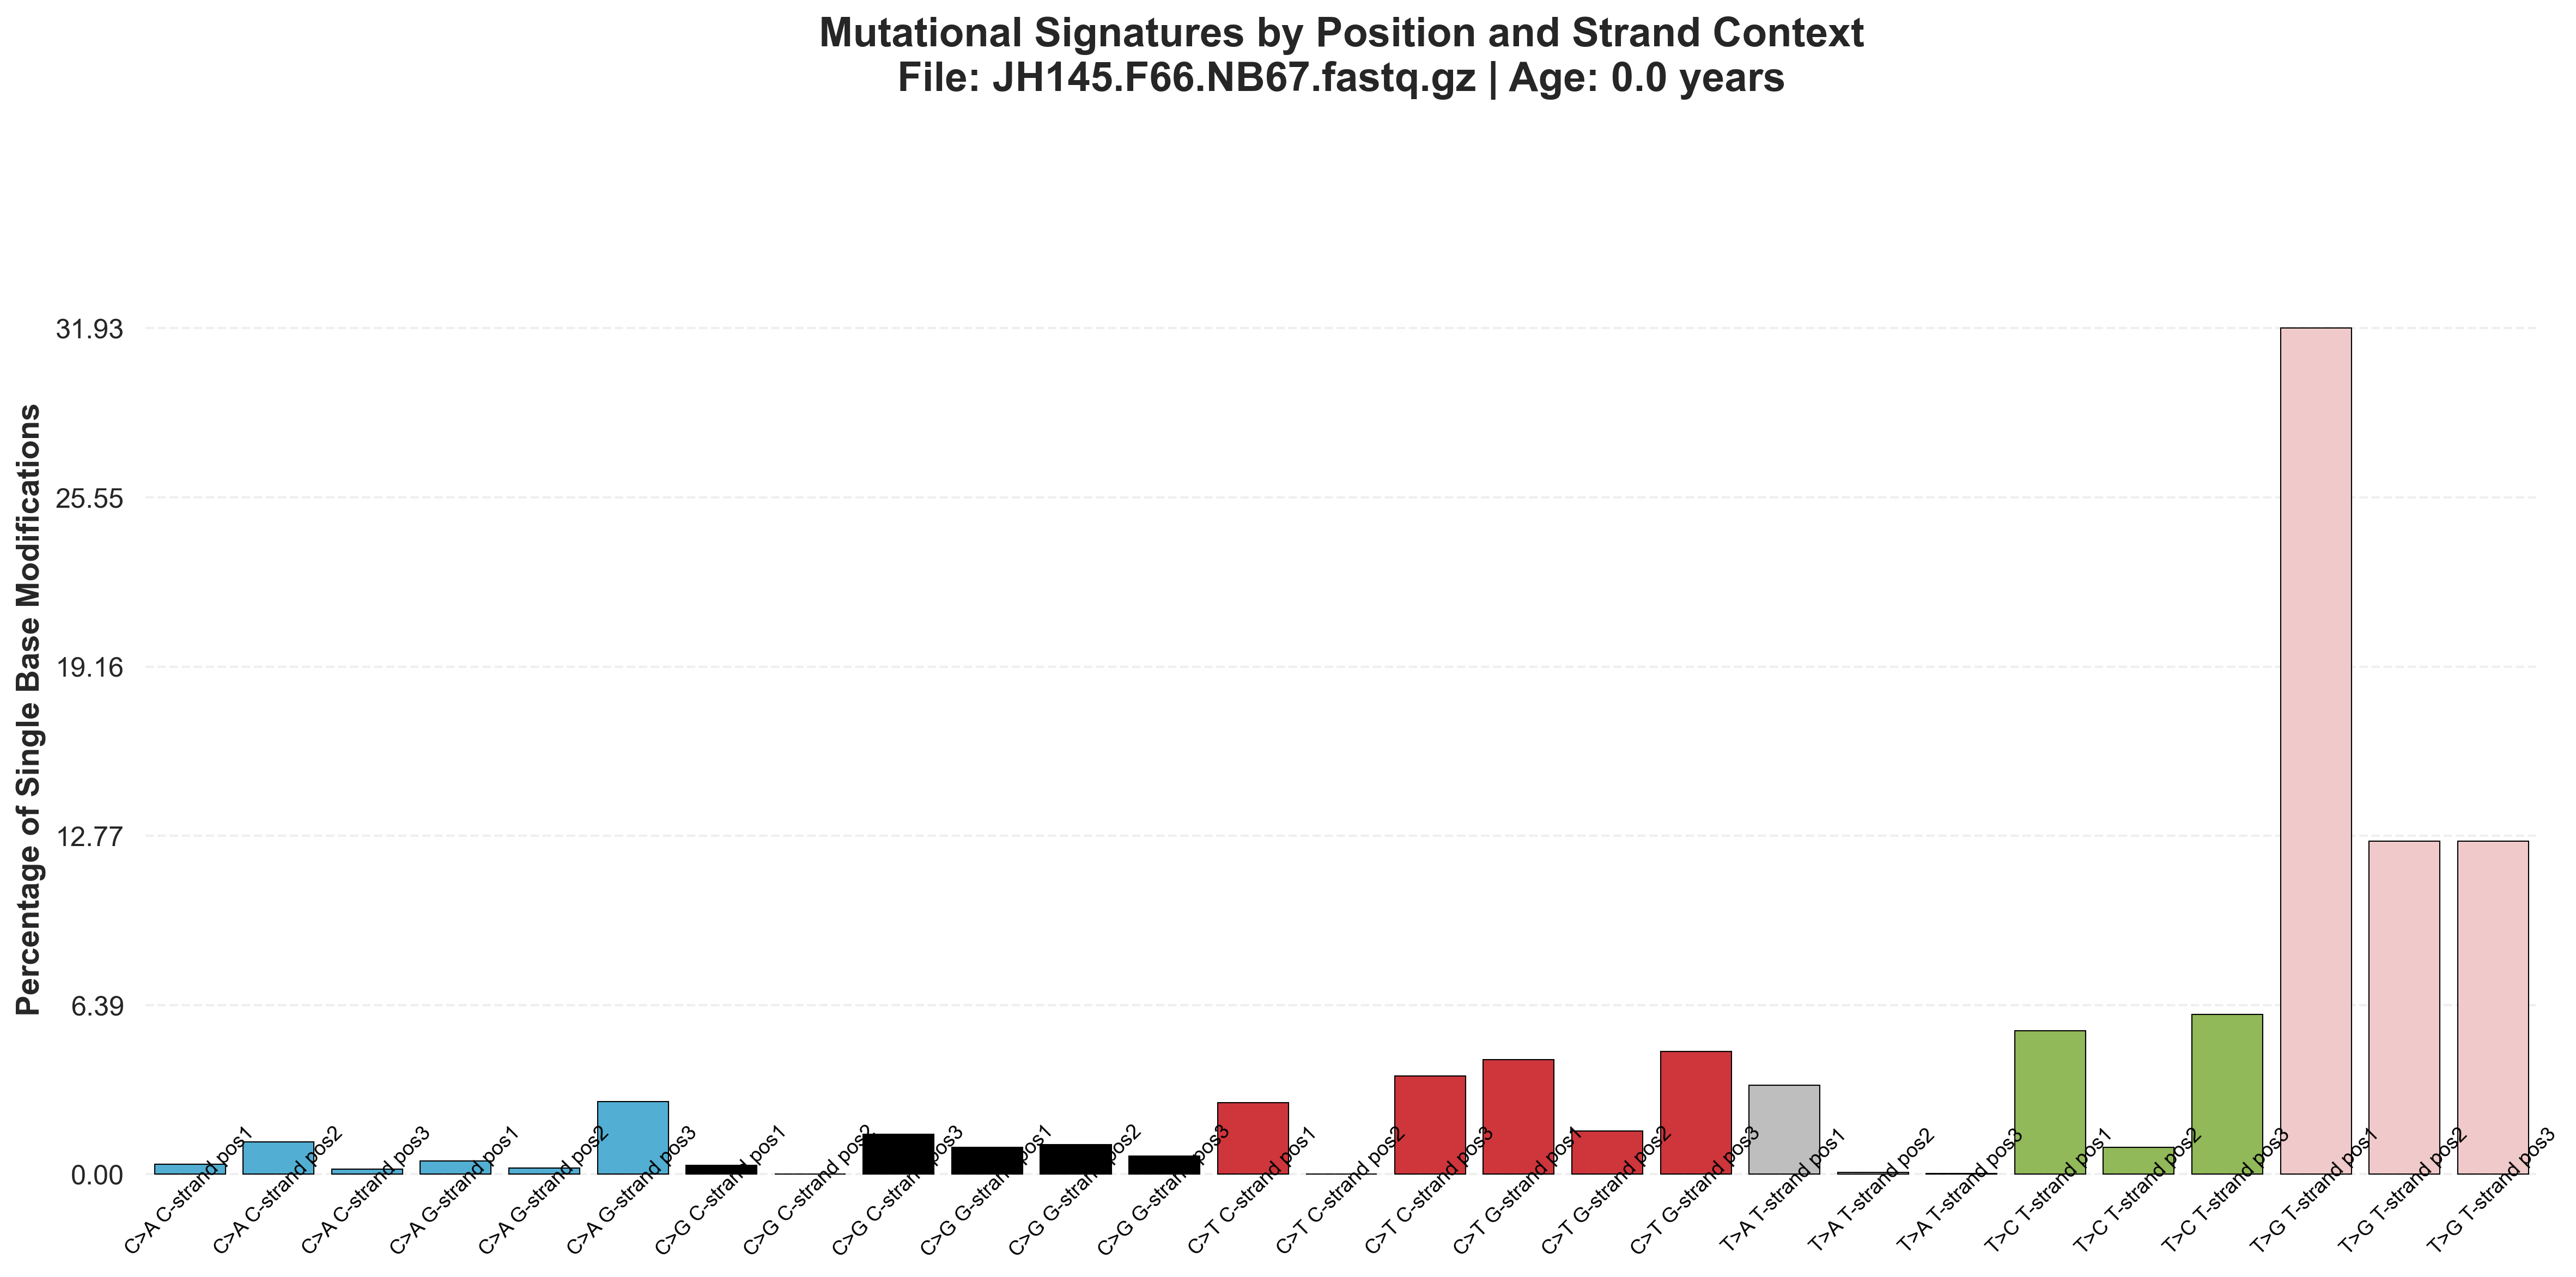 Mutational Signatures by Position and Strand Context
File: JH145.F66.NB67.fastq.gz | Age: 0.0 years
Percentage of Single Base Modifications
31.93
25.55
19.16
12.77
6.39
0.00
C>A C-strand pos1
C>A C-strand pos2
C>A C-strand pos3
C>A G-strand pos1
C>A G-strand pos2
C>A G-strand pos3
C>G C-strand pos1
C>G C-strand pos2
C>G C-strand pos3
C>G G-strand pos1
C>G G-strand pos2
C>G G-strand pos3
C>T C-strand pos1
C>T C-strand pos2
C>T C-strand pos3
C>T G-strand pos1
C>T G-strand pos2
C>T G-strand pos3
T>A T-strand pos1
T>A T-strand pos2
T>A T-strand pos3
T>C T-strand pos1
T>C T-strand pos2
T>C T-strand pos3
T>G T-strand pos1
T>G T-strand pos2
T>G T-strand pos3